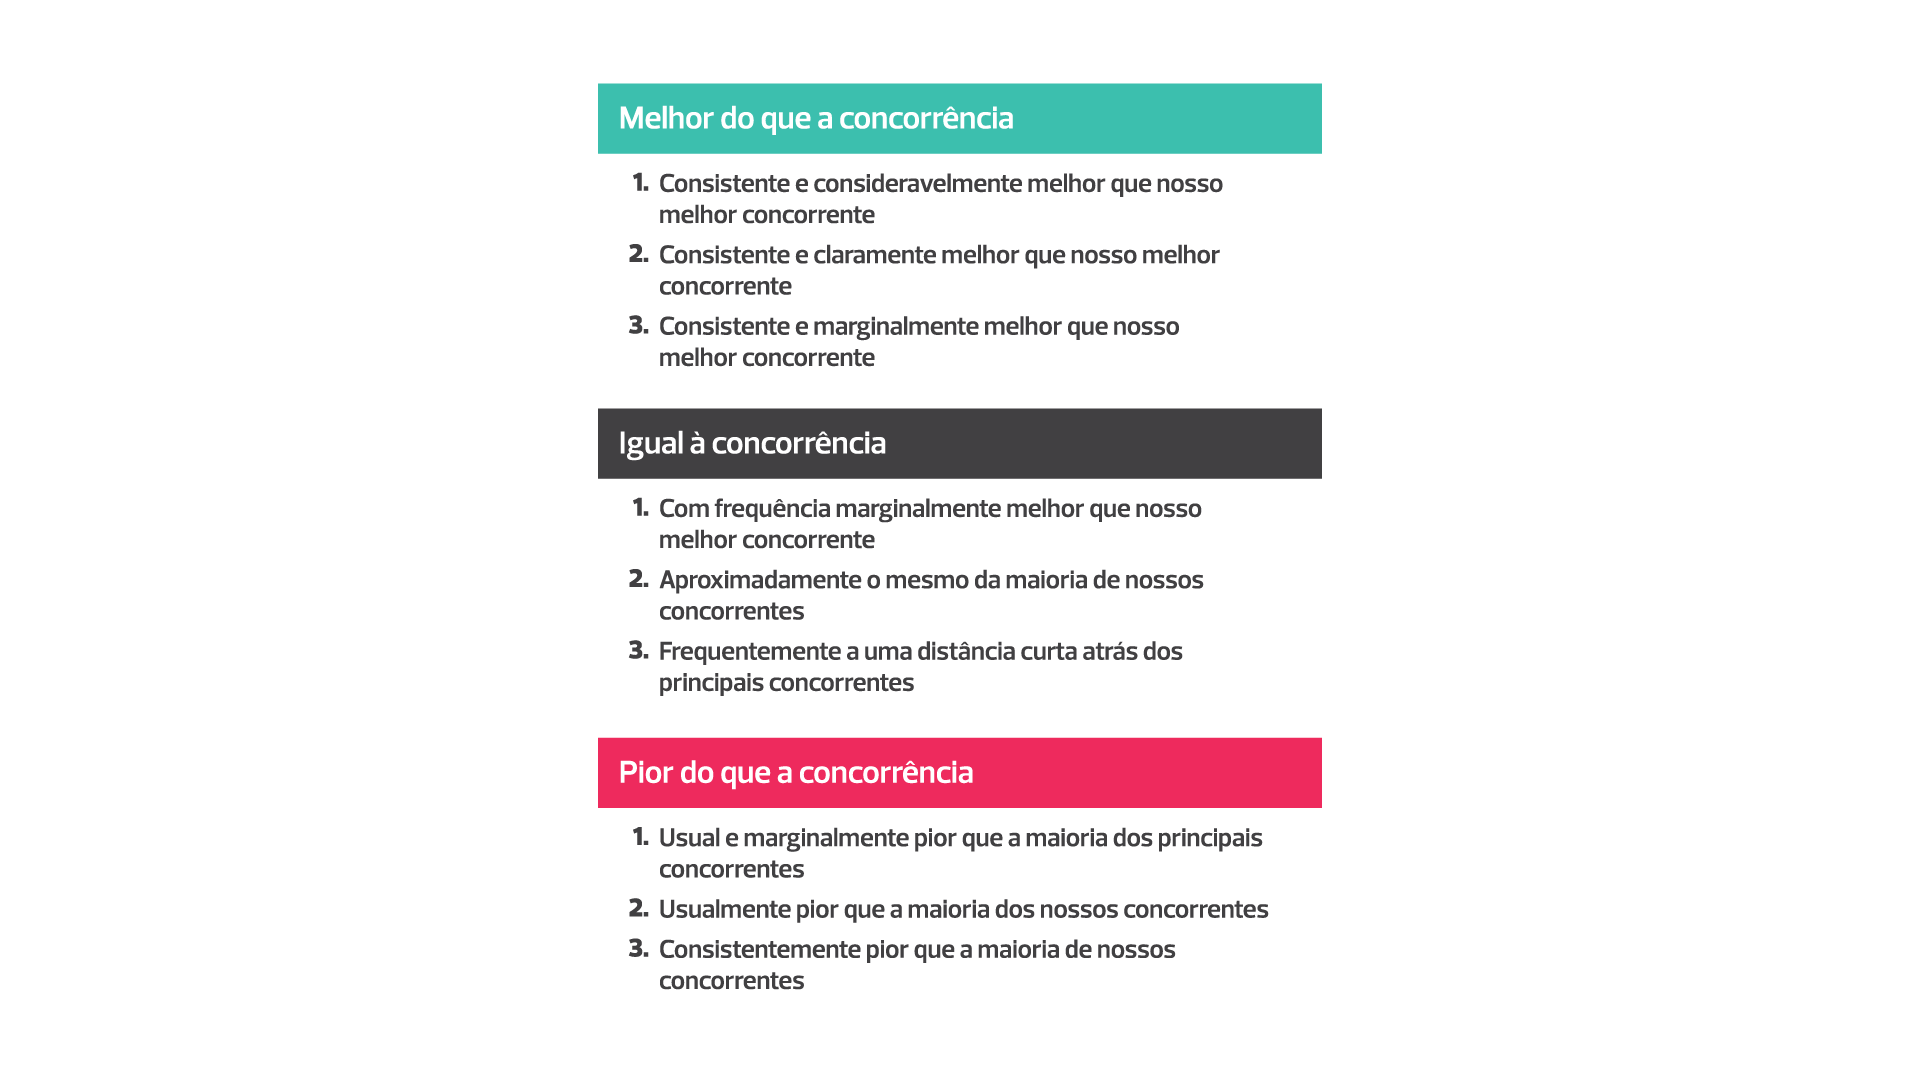 Melhor do que a concorrência
1. Consistente e consideravelmente melhor que nosso
melhor concorrente
2. Consistente e claramente melhor que nosso melhor
concorrente
3. Consistente e marginalmente melhor que nosso
melhor concorrente
Igual à concorrência
1. Com frequência marginalmente melhor que nosso
melhor concorrente
2. Aproximadamente o mesmo da maioria de nossos
concorrentes
3. Frequentemente a uma distância curta atrás dos
principais concorrentes
Pior do que a concorrência
1. Usual e marginalmente pior que a maioria dos principais
concorrentes
2. Usualmente pior que a maioria dos nossos concorrentes
3. Consistentemente pior que a maioria de nossos
concorrentes